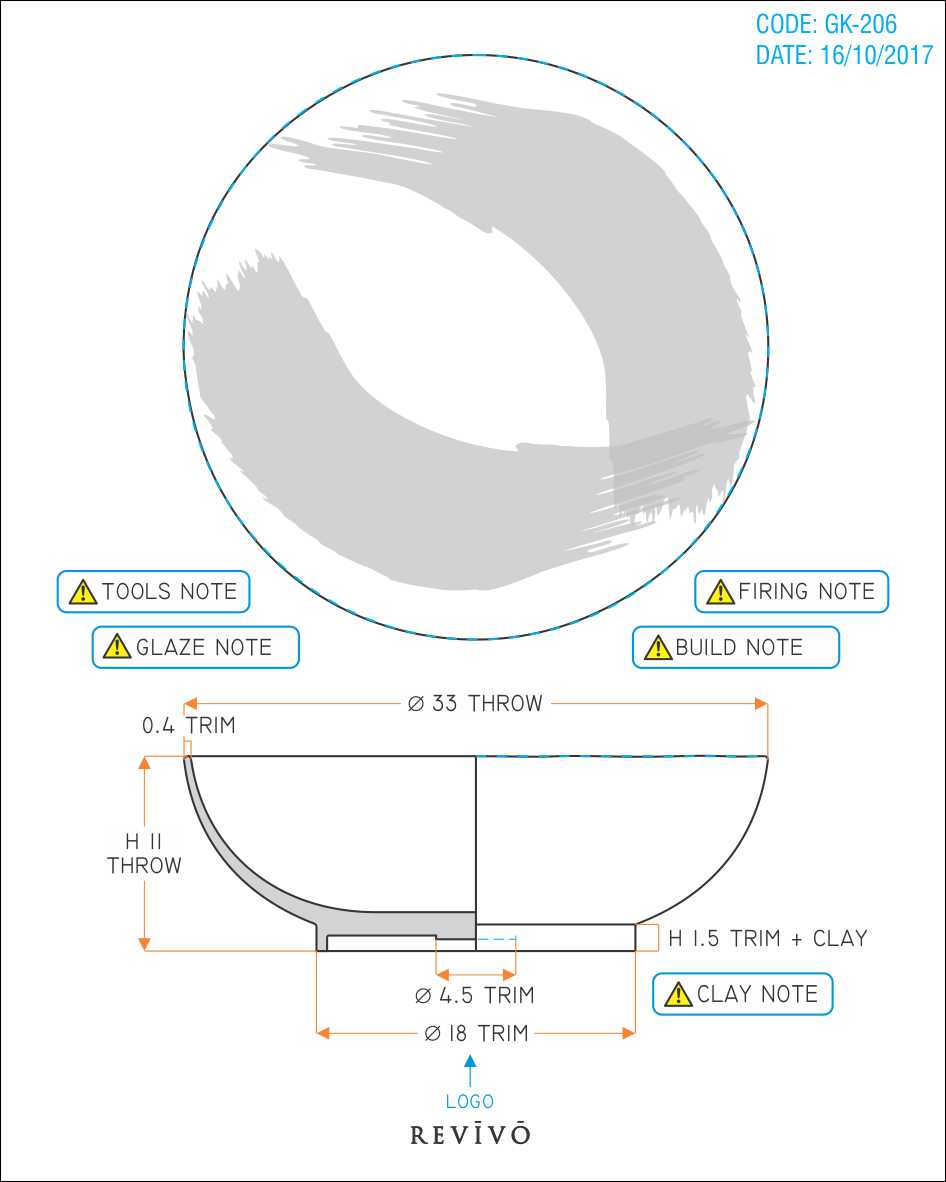 CODE: GK-206
DATE: 16/10/2017
TOOLS NOTE
FIRING NOTE
GLAZE NOTE
BUILD NOTE
Ø 33 THROW
0.4 TRIM
H 11
THROW
H 1.5 TRIM + CLAY
Ø 4.5 TRIM
CLAY NOTE
Ø 18 TRIM
LOGO
REVĪVŌ